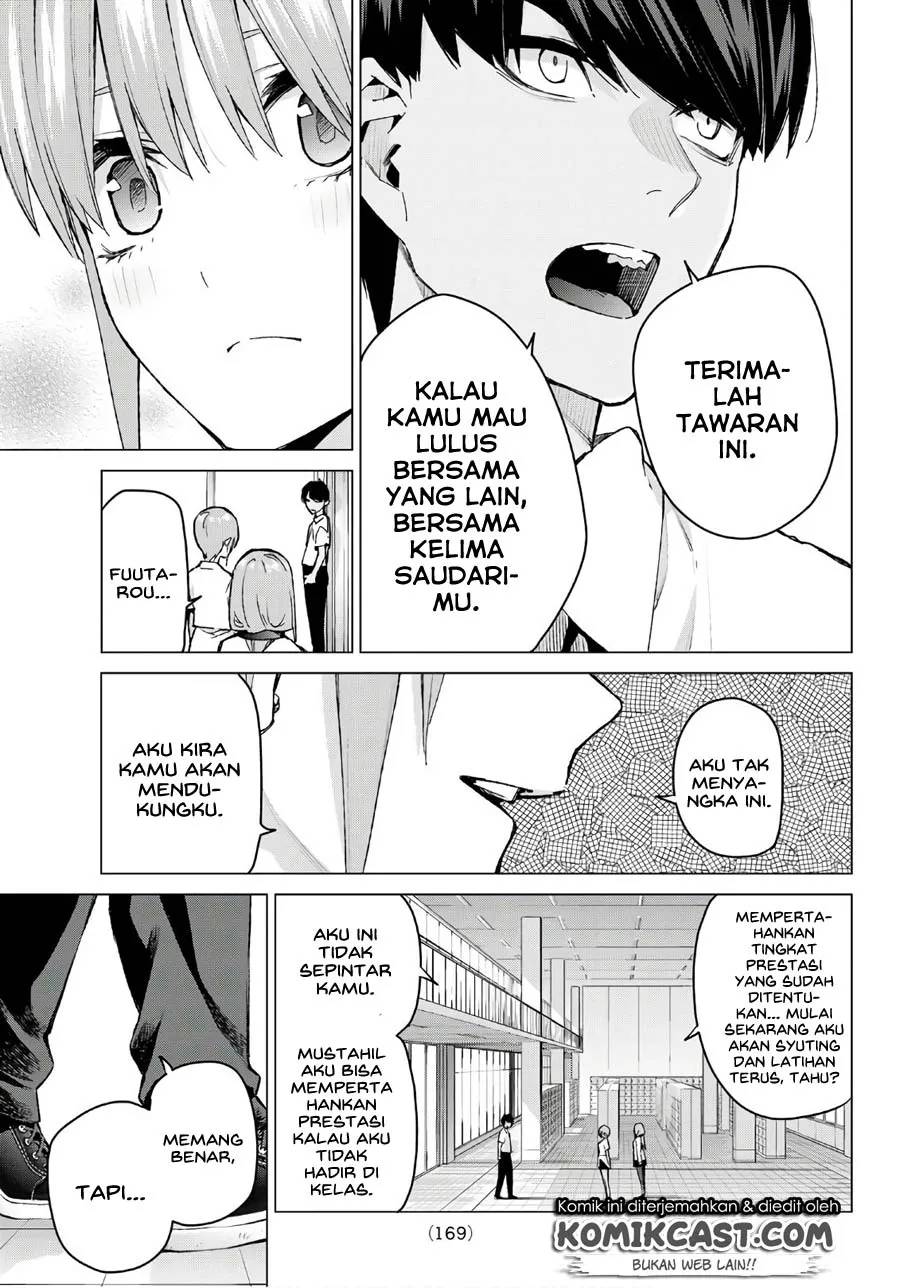 TERIMA-
LAH
TAWARAN
INI.
KALAU
KAMU MAU
LULUS
BERSAMA
YANG LAIN,
BERSAMA
KELIMA
SAUDARI-
MU.
FUUTA-
ROU...
AKU TAK
MENYA-
NGKA INI.
AKU KIRA
KAMU AKAN
MENDU-
KUNGKU.
MEMPERTA-
HANKAN
TINGKAT
PRESTASI
YANG SUDAH
DITENTU-
KAN... MULAI
SEKARANG AKU
AKAN SYUTING
DAN LATIHAN
TERUS, TAHU?
AKU INI
TIDAK
SEPINTAR
KAMU.
MUSTAHIL
AKU BISA
MEMPERTA
HANKAN
PRESTASI
KALAU AKU
TIDAK
HADIR DI
KELAS.
MEMANG
BENAR,
TAPI...
(169)
Komik ini diterjemahkan & diedit oleh
KOMIKCAST.COM
BUKAN WEB LAIN!!